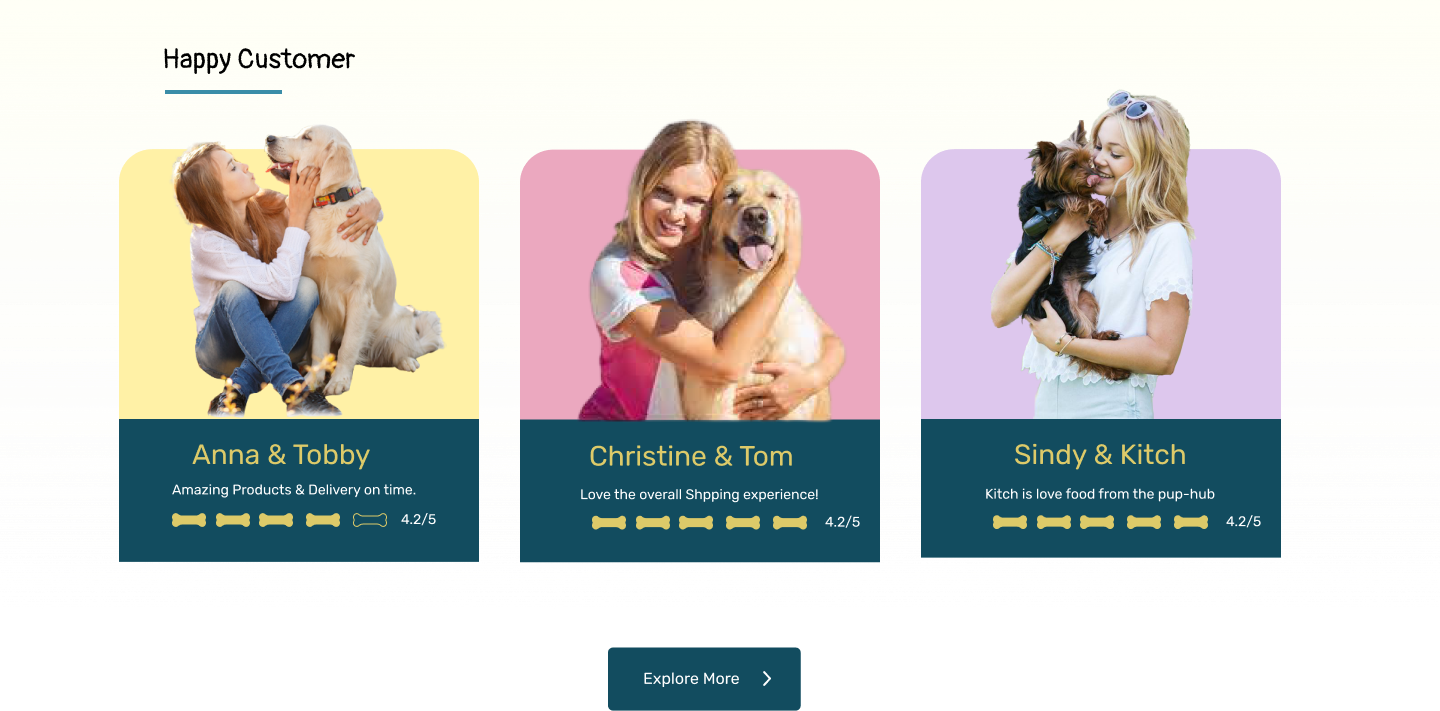 Happy Customer
Anna & Tobby
Amazing Products & Delivery on time.
4.2/5
Christine & Tom
Love the overall Shpping experience!
4.2/5
Sindy & Kitch
Kitch is love food from the pup-hub
4.2/5
Explore More